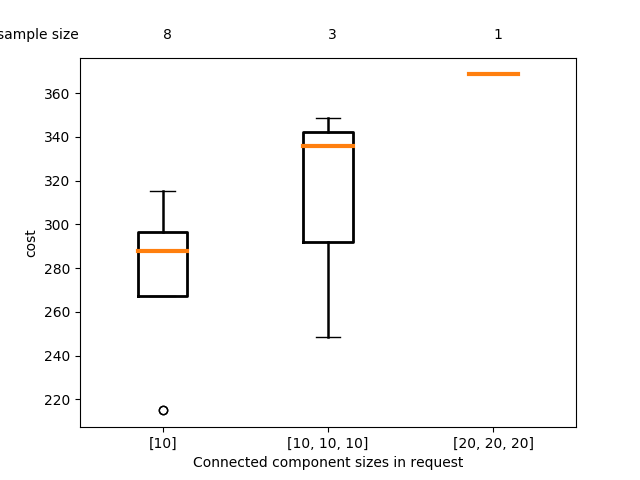 sample size 8 3 1
360
340
320
300
280
260
240
220
cost
[10] [10, 10, 10] [20, 20, 20]
Connected component sizes in request